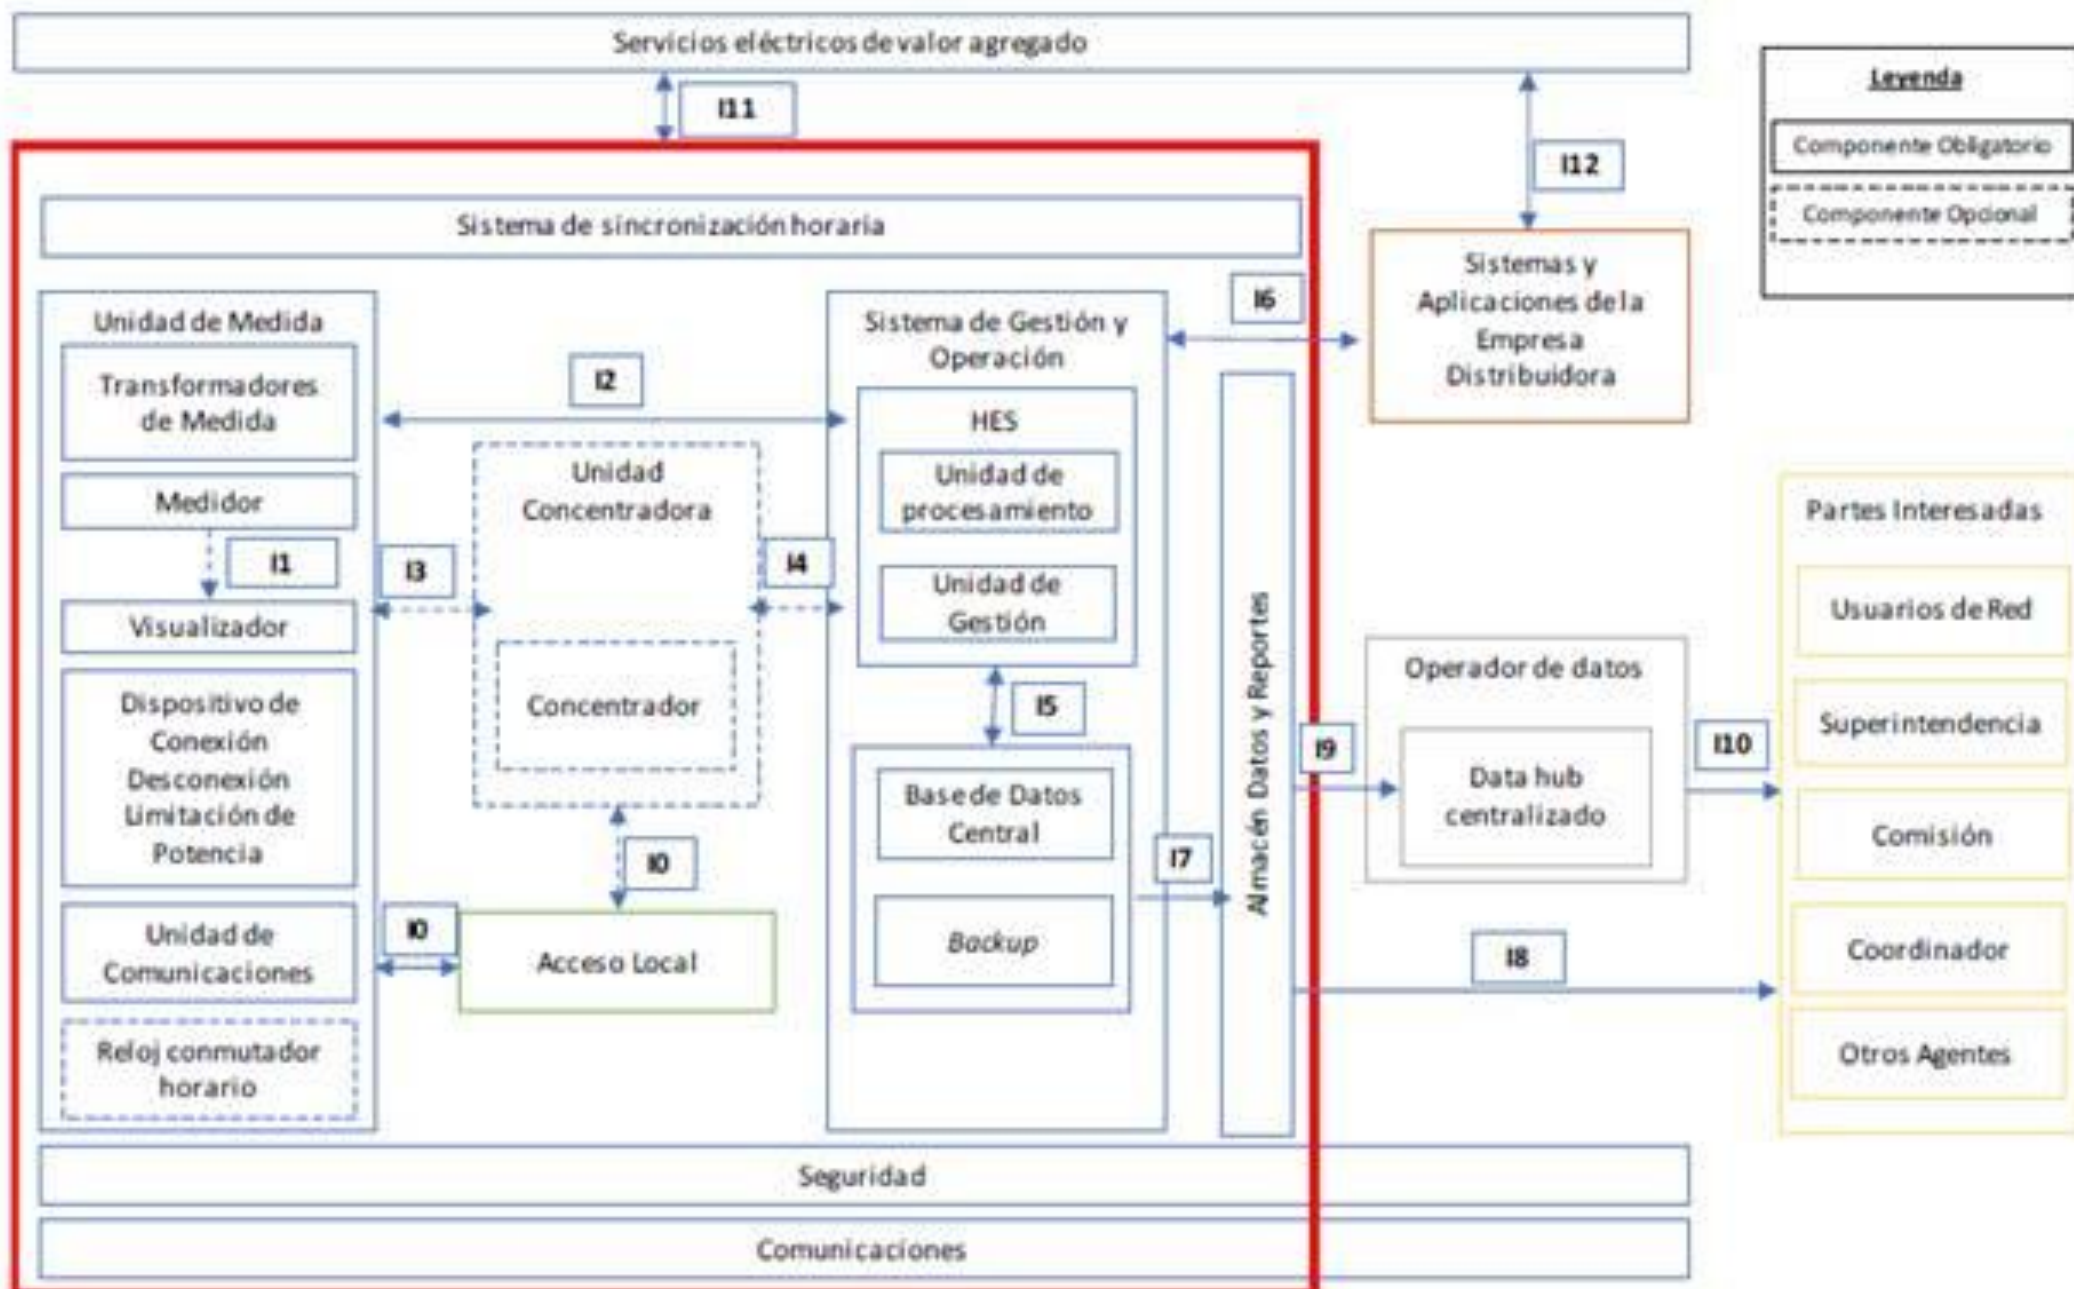 Servicios eléctricos de valor agregado
I11
I12
Leyenda
Componente Obligatorio
Componente Opcional
Sistema de sincronización horaria
Unidad de Medida
Transformadores
de Medida
Medidor
I1
Visualizador
Dispositivo de
Conexión
Desconexión
Limitación de
Potencia
Unidad de
Comunicaciones
Reloj conmutador
horario
I2
I3
Unidad
Concentradora
Concentrador
I4
I0
I0
Acceso Local
Sistema de Gestión y
Operación
HES
Unidad de
procesamiento
Unidad de
Gestión
I5
Base de Datos
Central
Backup
I6
I7
Almacén Datos y Reportes
Sistemas y
Aplicaciones de la
Empresa
Distribuidora
I9
Operador de datos
Data hub
centralizado
I10
I8
Partes Interesadas
Usuarios de Red
Superintendencia
Comisión
Coordinador
Otros Agentes
Seguridad
Comunicaciones